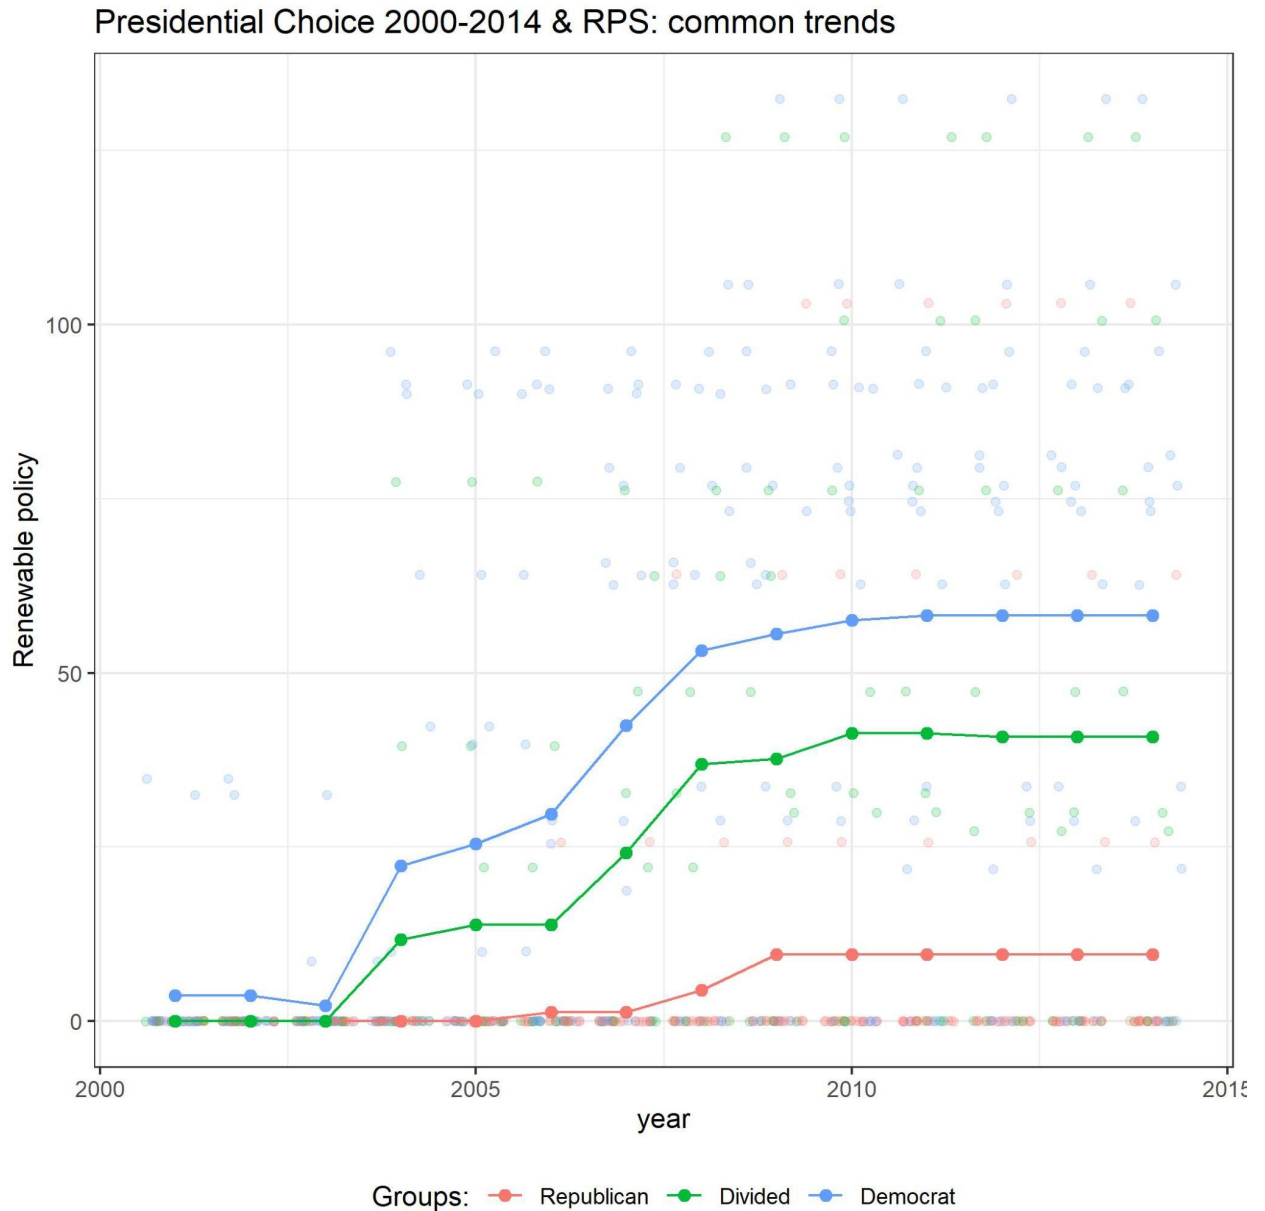 Presidential Choice 2000-2014 & RPS: common trends
Renewable policy
100
50
0
2000 2005 2010 2015
year
Groups: Republican Divided Democrat